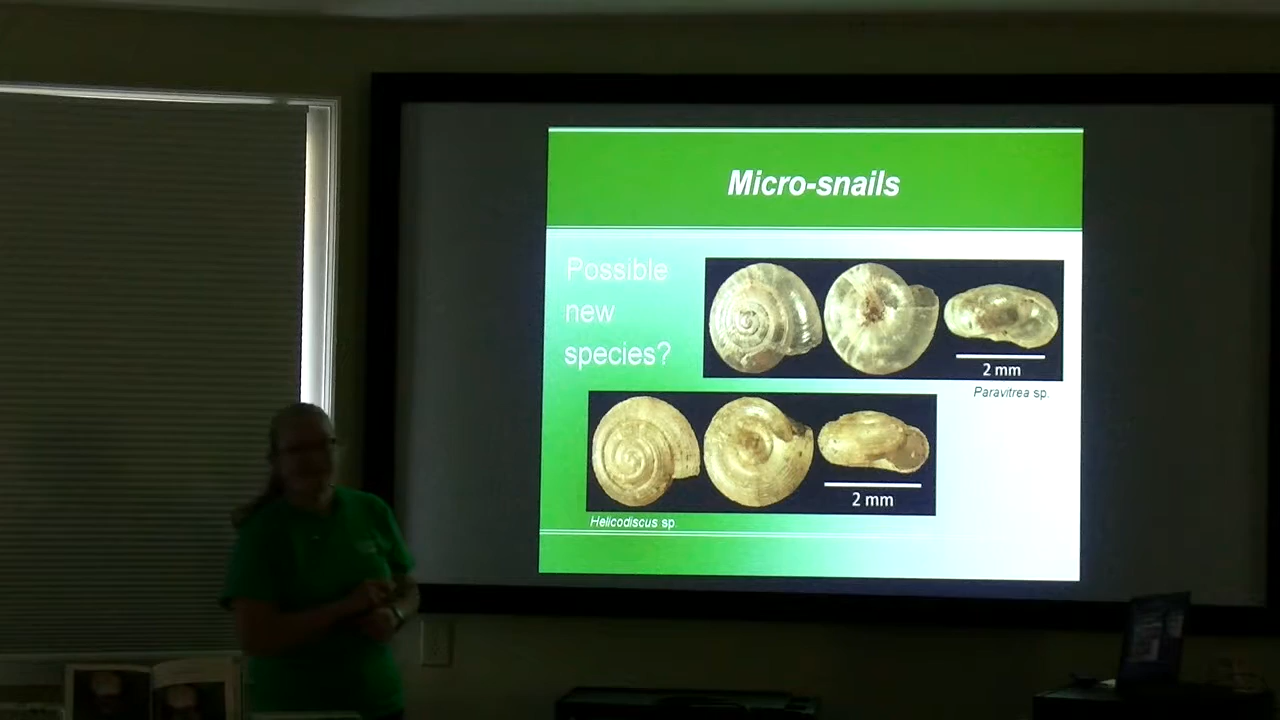 Micro-snails
Possible
new
species?
2 mm
Paravitrea sp.
2 mm
Helicodiscus sp.